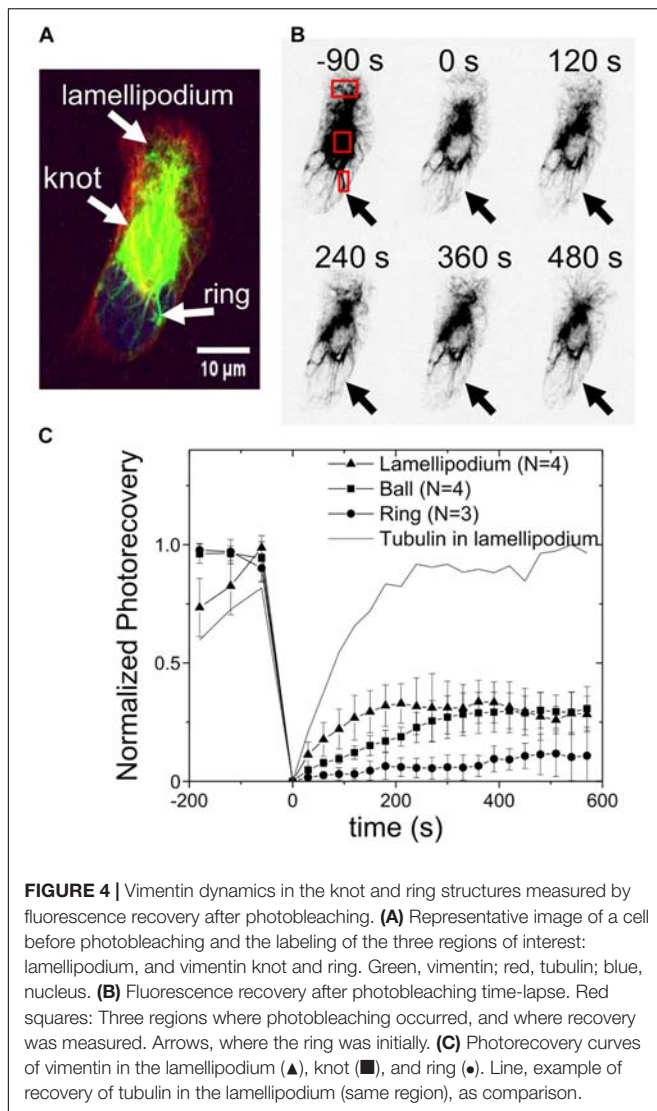 A
lamellipodium
knot
ring
10 μm
B
-90 s
0 s
120 s
240 s
360 s
480 s
C
Normalized Photorecovery
1.0
0.5
0
-200
0
200
400
600
time (s)
Lamellipodium (N=4)
Ball (N=4)
Ring (N=3)
Tubulin in lamellipodium
FIGURE 4 | Vimentin dynamics in the knot and ring structures measured by
fluorescence recovery after photobleaching. (A) Representative image of a cell
before photobleaching and the labeling of the three regions of interest:
lamellipodium, and vimentin knot and ring. Green, vimentin; red, tubulin; blue,
nucleus. (B) Fluorescence recovery after photobleaching time-lapse. Red
squares: Three regions where photobleaching occurred, and where recovery
was measured. Arrows, where the ring was initially. (C) Photorecovery curves
of vimentin in the lamellipodium (▲), knot (■), and ring (●). Line, example of
recovery of tubulin in the lamellipodium (same region), as comparison.